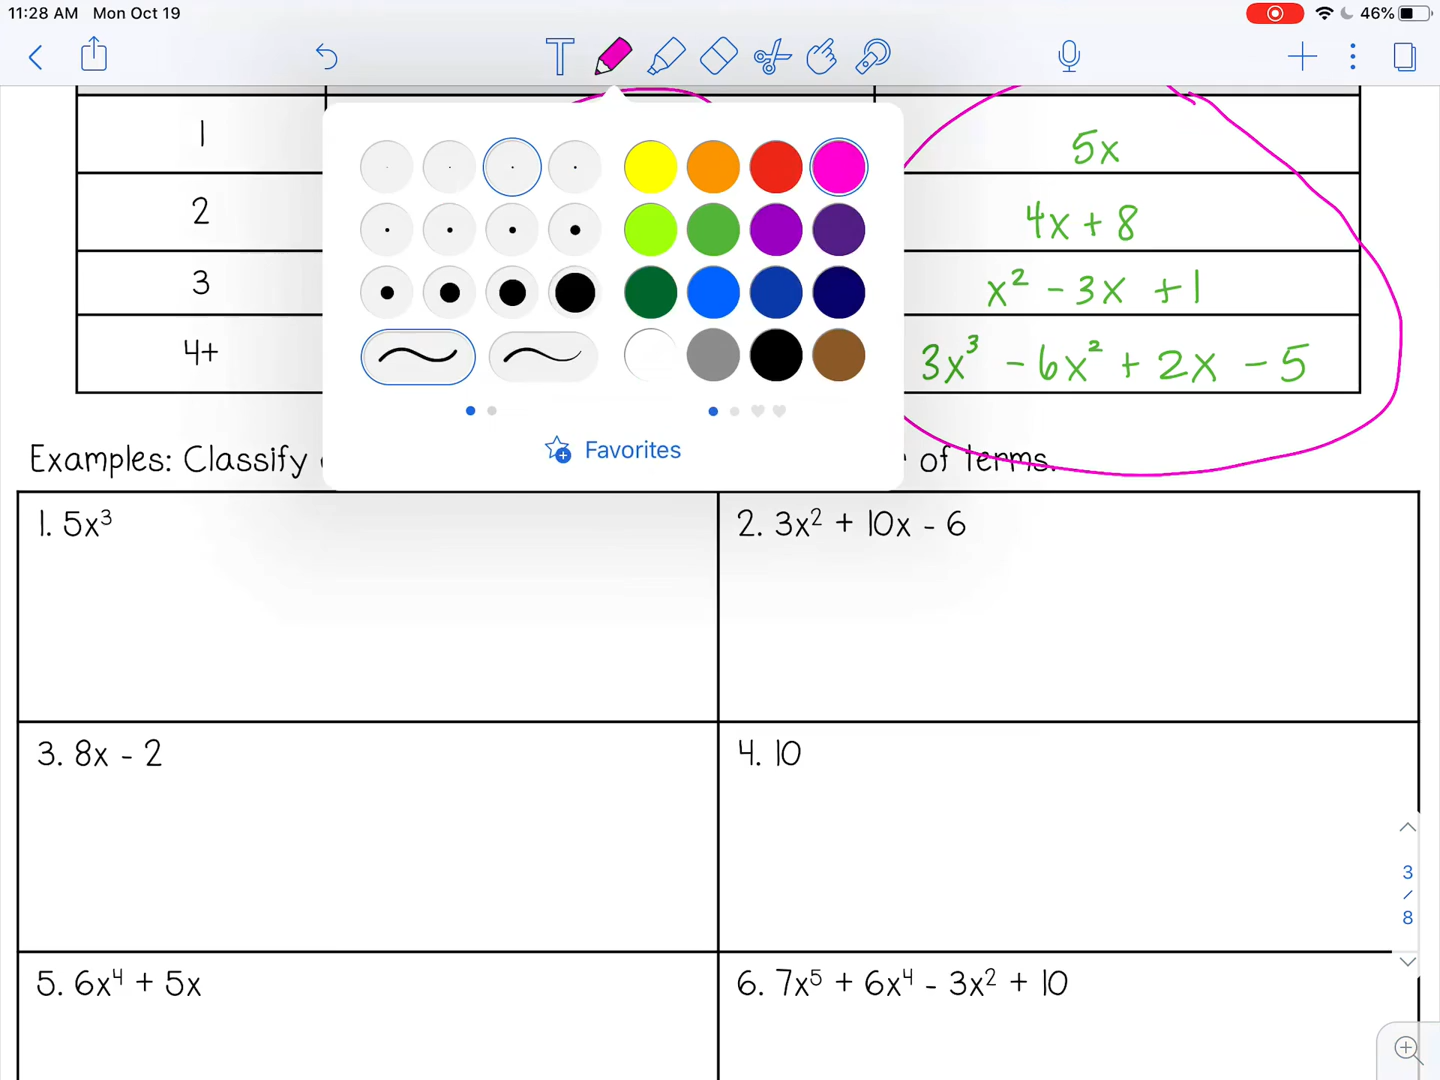 11:28 AM Mon Oct 19
46%
T
1
5x
2
4x + 8
3
x² - 3x + 1
4+
3x³ - 6x² + 2x - 5
Favorites
Examples: Classify
of terms.
1. 5x³
2. 3x² + 10x - 6
3. 8x - 2
4. 10
5. 6x⁴ + 5x
6. 7x⁵ + 6x⁴ - 3x² + 10
3
/
8